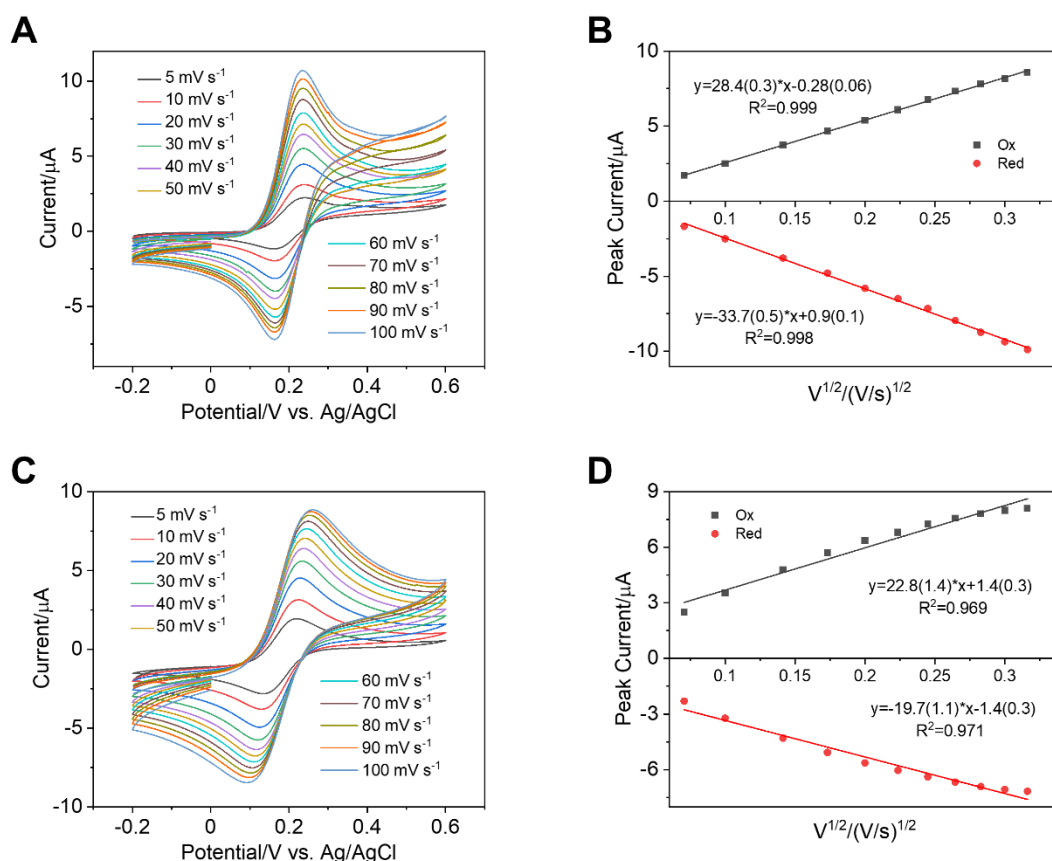 A
10
5
0
-5
Current/μA
5 mV s⁻¹
10 mV s⁻¹
20 mV s⁻¹
30 mV s⁻¹
40 mV s⁻¹
50 mV s⁻¹
60 mV s⁻¹
70 mV s⁻¹
80 mV s⁻¹
90 mV s⁻¹
100 mV s⁻¹
-0.2 0 0.2 0.4 0.6
Potential/V vs. Ag/AgCl
B
10
5
0
-5
-10
Peak Current/μA
y=28.4(0.3)*x-0.28(0.06)
R²=0.999
Ox
Red
0.1 0.15 0.2 0.25 0.3
y=-33.7(0.5)*x+0.9(0.1)
R²=0.998
V^1/2/(V/s)^1/2
C
10
5
0
-5
-10
Current/μA
5 mV s⁻¹
10 mV s⁻¹
20 mV s⁻¹
30 mV s⁻¹
40 mV s⁻¹
50 mV s⁻¹
60 mV s⁻¹
70 mV s⁻¹
80 mV s⁻¹
90 mV s⁻¹
100 mV s⁻¹
-0.2 0 0.2 0.4 0.6
Potential/V vs. Ag/AgCl
D
9
6
3
0
-3
-6
Peak Current/μA
Ox
Red
y=22.8(1.4)*x+1.4(0.3)
R²=0.969
0.1 0.15 0.2 0.25 0.3
y=-19.7(1.1)*x-1.4(0.3)
R²=0.971
V^1/2/(V/s)^1/2